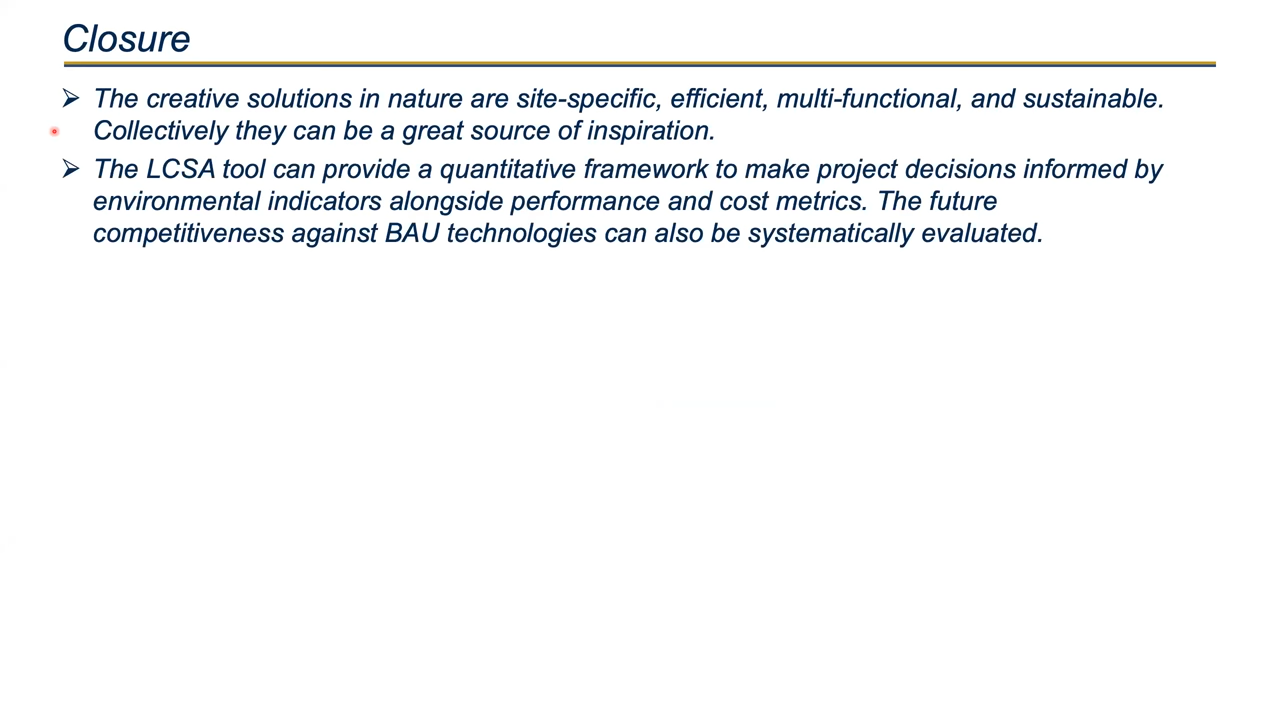 Closure
➢ The creative solutions in nature are site-specific, efficient, multi-functional, and sustainable.
Collectively they can be a great source of inspiration.
➢ The LCSA tool can provide a quantitative framework to make project decisions informed by
environmental indicators alongside performance and cost metrics. The future
competitiveness against BAU technologies can also be systematically evaluated.